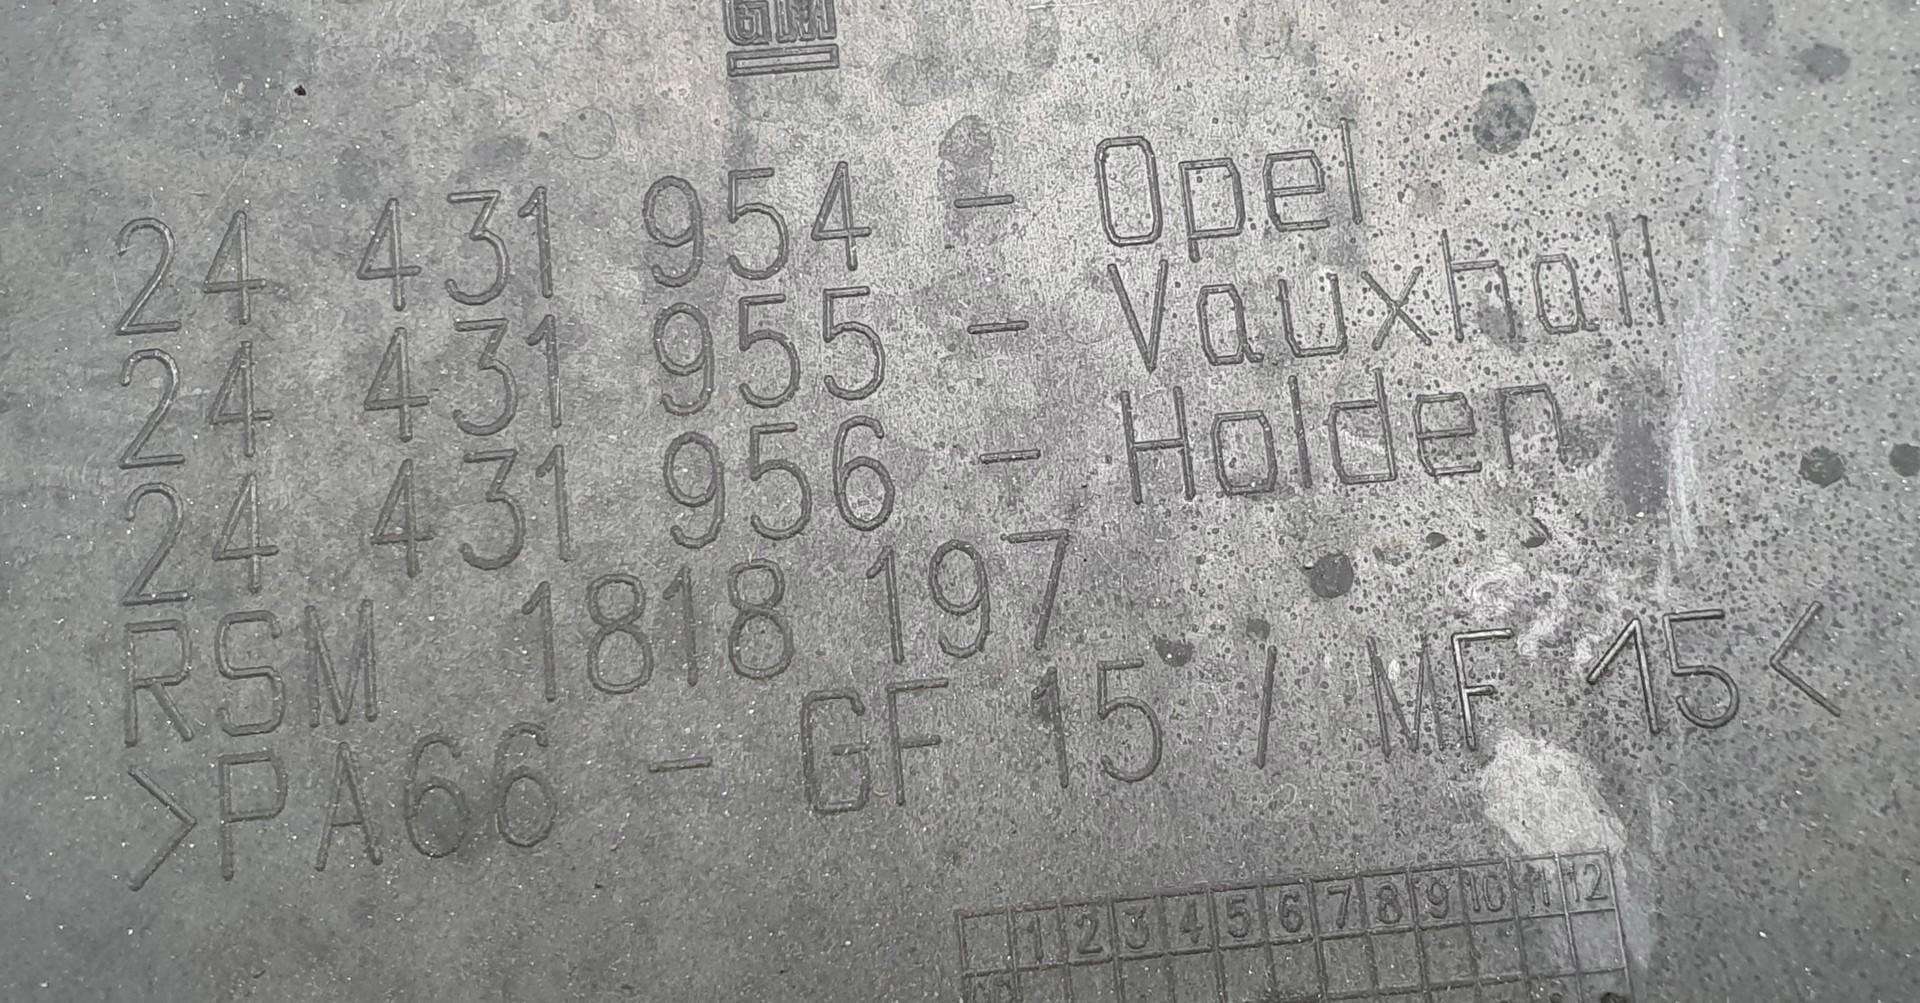 GM
24 431 954 - Opel
24 431 955 - Vauxhall
24 431 956 - Holden
RSM 1818 197
>PA66 - GF 15 / MF 15<
1 2 3 4 5 6 7 8 9 10 11 12